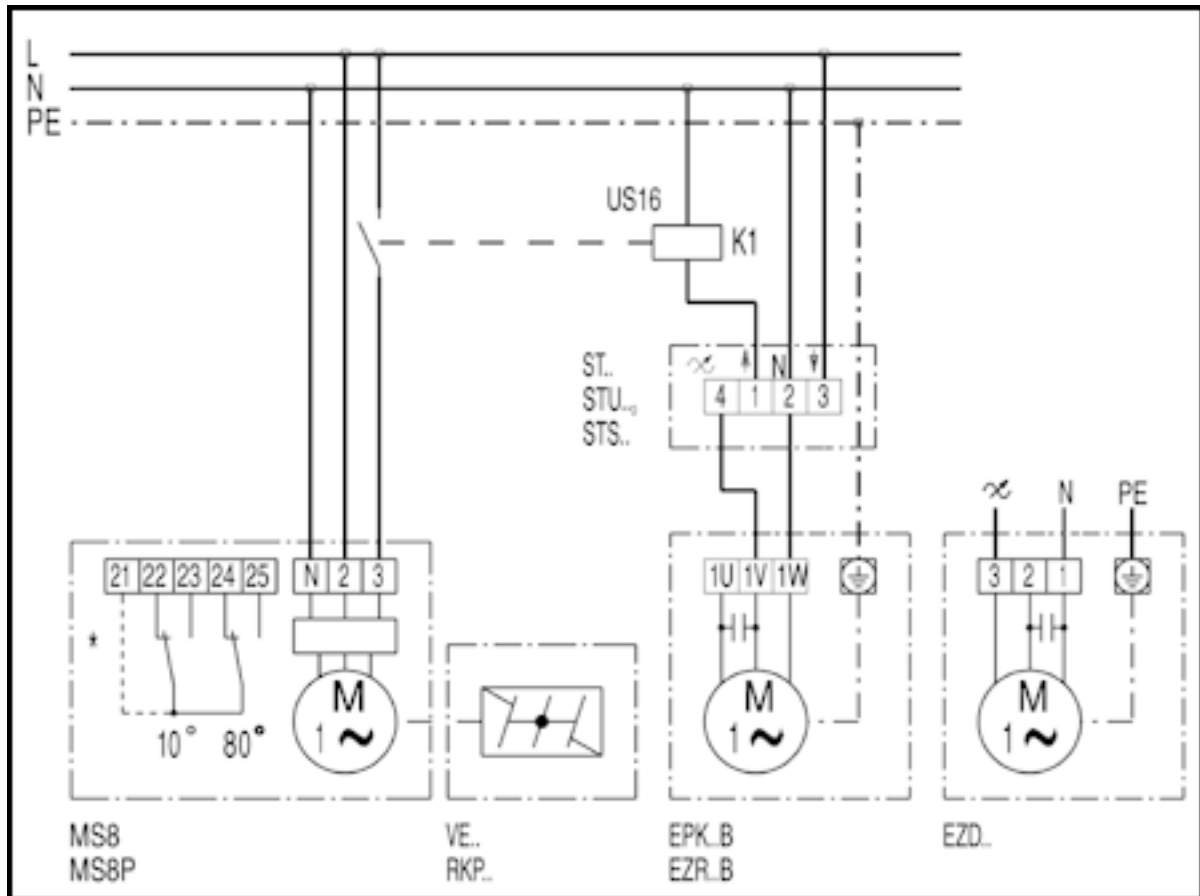 L
N
PE
US16
K1
ST..
STU..
STS..
N
4 1 2 3
N PE
21 22 23 24 25 N 2 3
1U 1V 1W
3 2 1
*
M
1 ~
10° 80°
M
1 ~
M
1 ~
MS8
MS8P
VE..
RKP..
EPK..B
EZR..B
EZD..